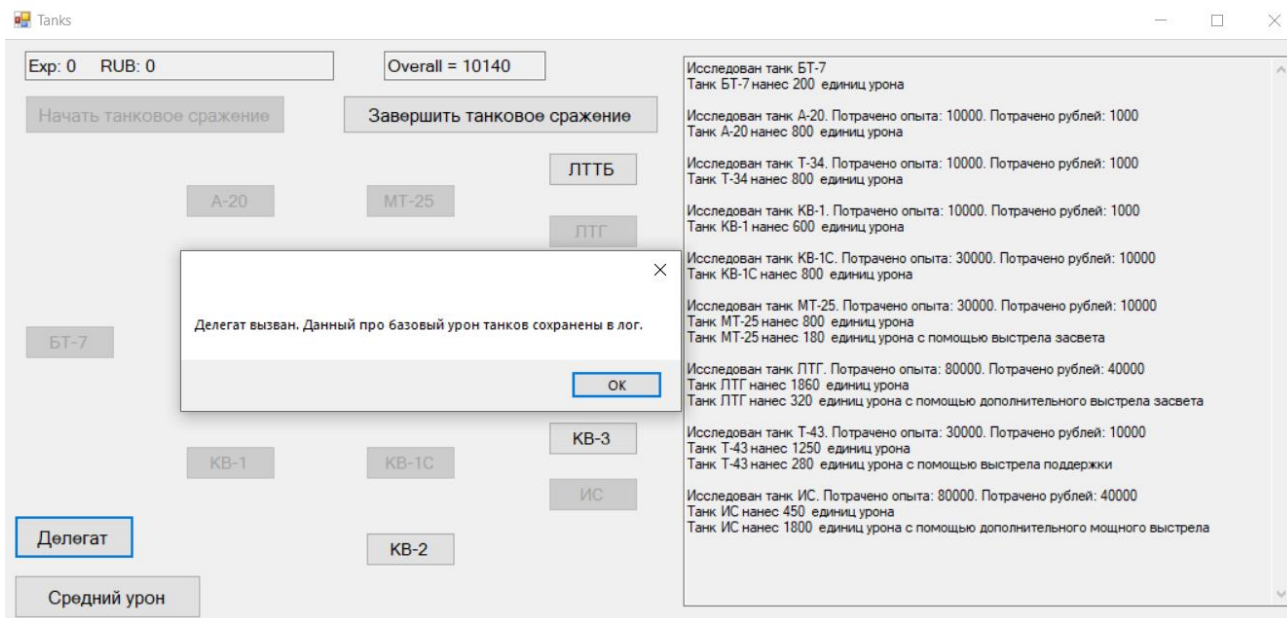 Tanks
Exp: 0 RUB: 0
Overall = 10140
Начать танковое сражение
Завершить танковое сражение
ЛТТБ
А-20
МТ-25
ЛТГ
Делегат вызван. Данный про базовый урон танков сохранены в лог.
OK
БТ-7
КВ-3
КВ-1
КВ-1С
ИС
Делегат
КВ-2
Средний урон
Исследован танк БТ-7
Танк БТ-7 нанес 200 единиц урона
Исследован танк А-20. Потрачено опыта: 10000. Потрачено рублей: 1000
Танк А-20 нанес 800 единиц урона
Исследован танк Т-34. Потрачено опыта: 10000. Потрачено рублей: 1000
Танк Т-34 нанес 800 единиц урона
Исследован танк КВ-1. Потрачено опыта: 10000. Потрачено рублей: 1000
Танк КВ-1 нанес 600 единиц урона
Исследован танк КВ-1С. Потрачено опыта: 30000. Потрачено рублей: 10000
Танк КВ-1С нанес 800 единиц урона
Исследован танк МТ-25. Потрачено опыта: 30000. Потрачено рублей: 10000
Танк МТ-25 нанес 800 единиц урона
Танк МТ-25 нанес 180 единиц урона с помощью выстрела засвета
Исследован танк ЛТГ. Потрачено опыта: 80000. Потрачено рублей: 40000
Танк ЛТГ нанес 1860 единиц урона
Танк ЛТГ нанес 320 единиц урона с помощью дополнительного выстрела засвета
Исследован танк Т-43. Потрачено опыта: 30000. Потрачено рублей: 10000
Танк Т-43 нанес 1250 единиц урона
Танк Т-43 нанес 280 единиц урона с помощью выстрела поддержки
Исследован танк ИС. Потрачено опыта: 80000. Потрачено рублей: 40000
Танк ИС нанес 450 единиц урона
Танк ИС нанес 1800 единиц урона с помощью дополнительного мощного выстрела